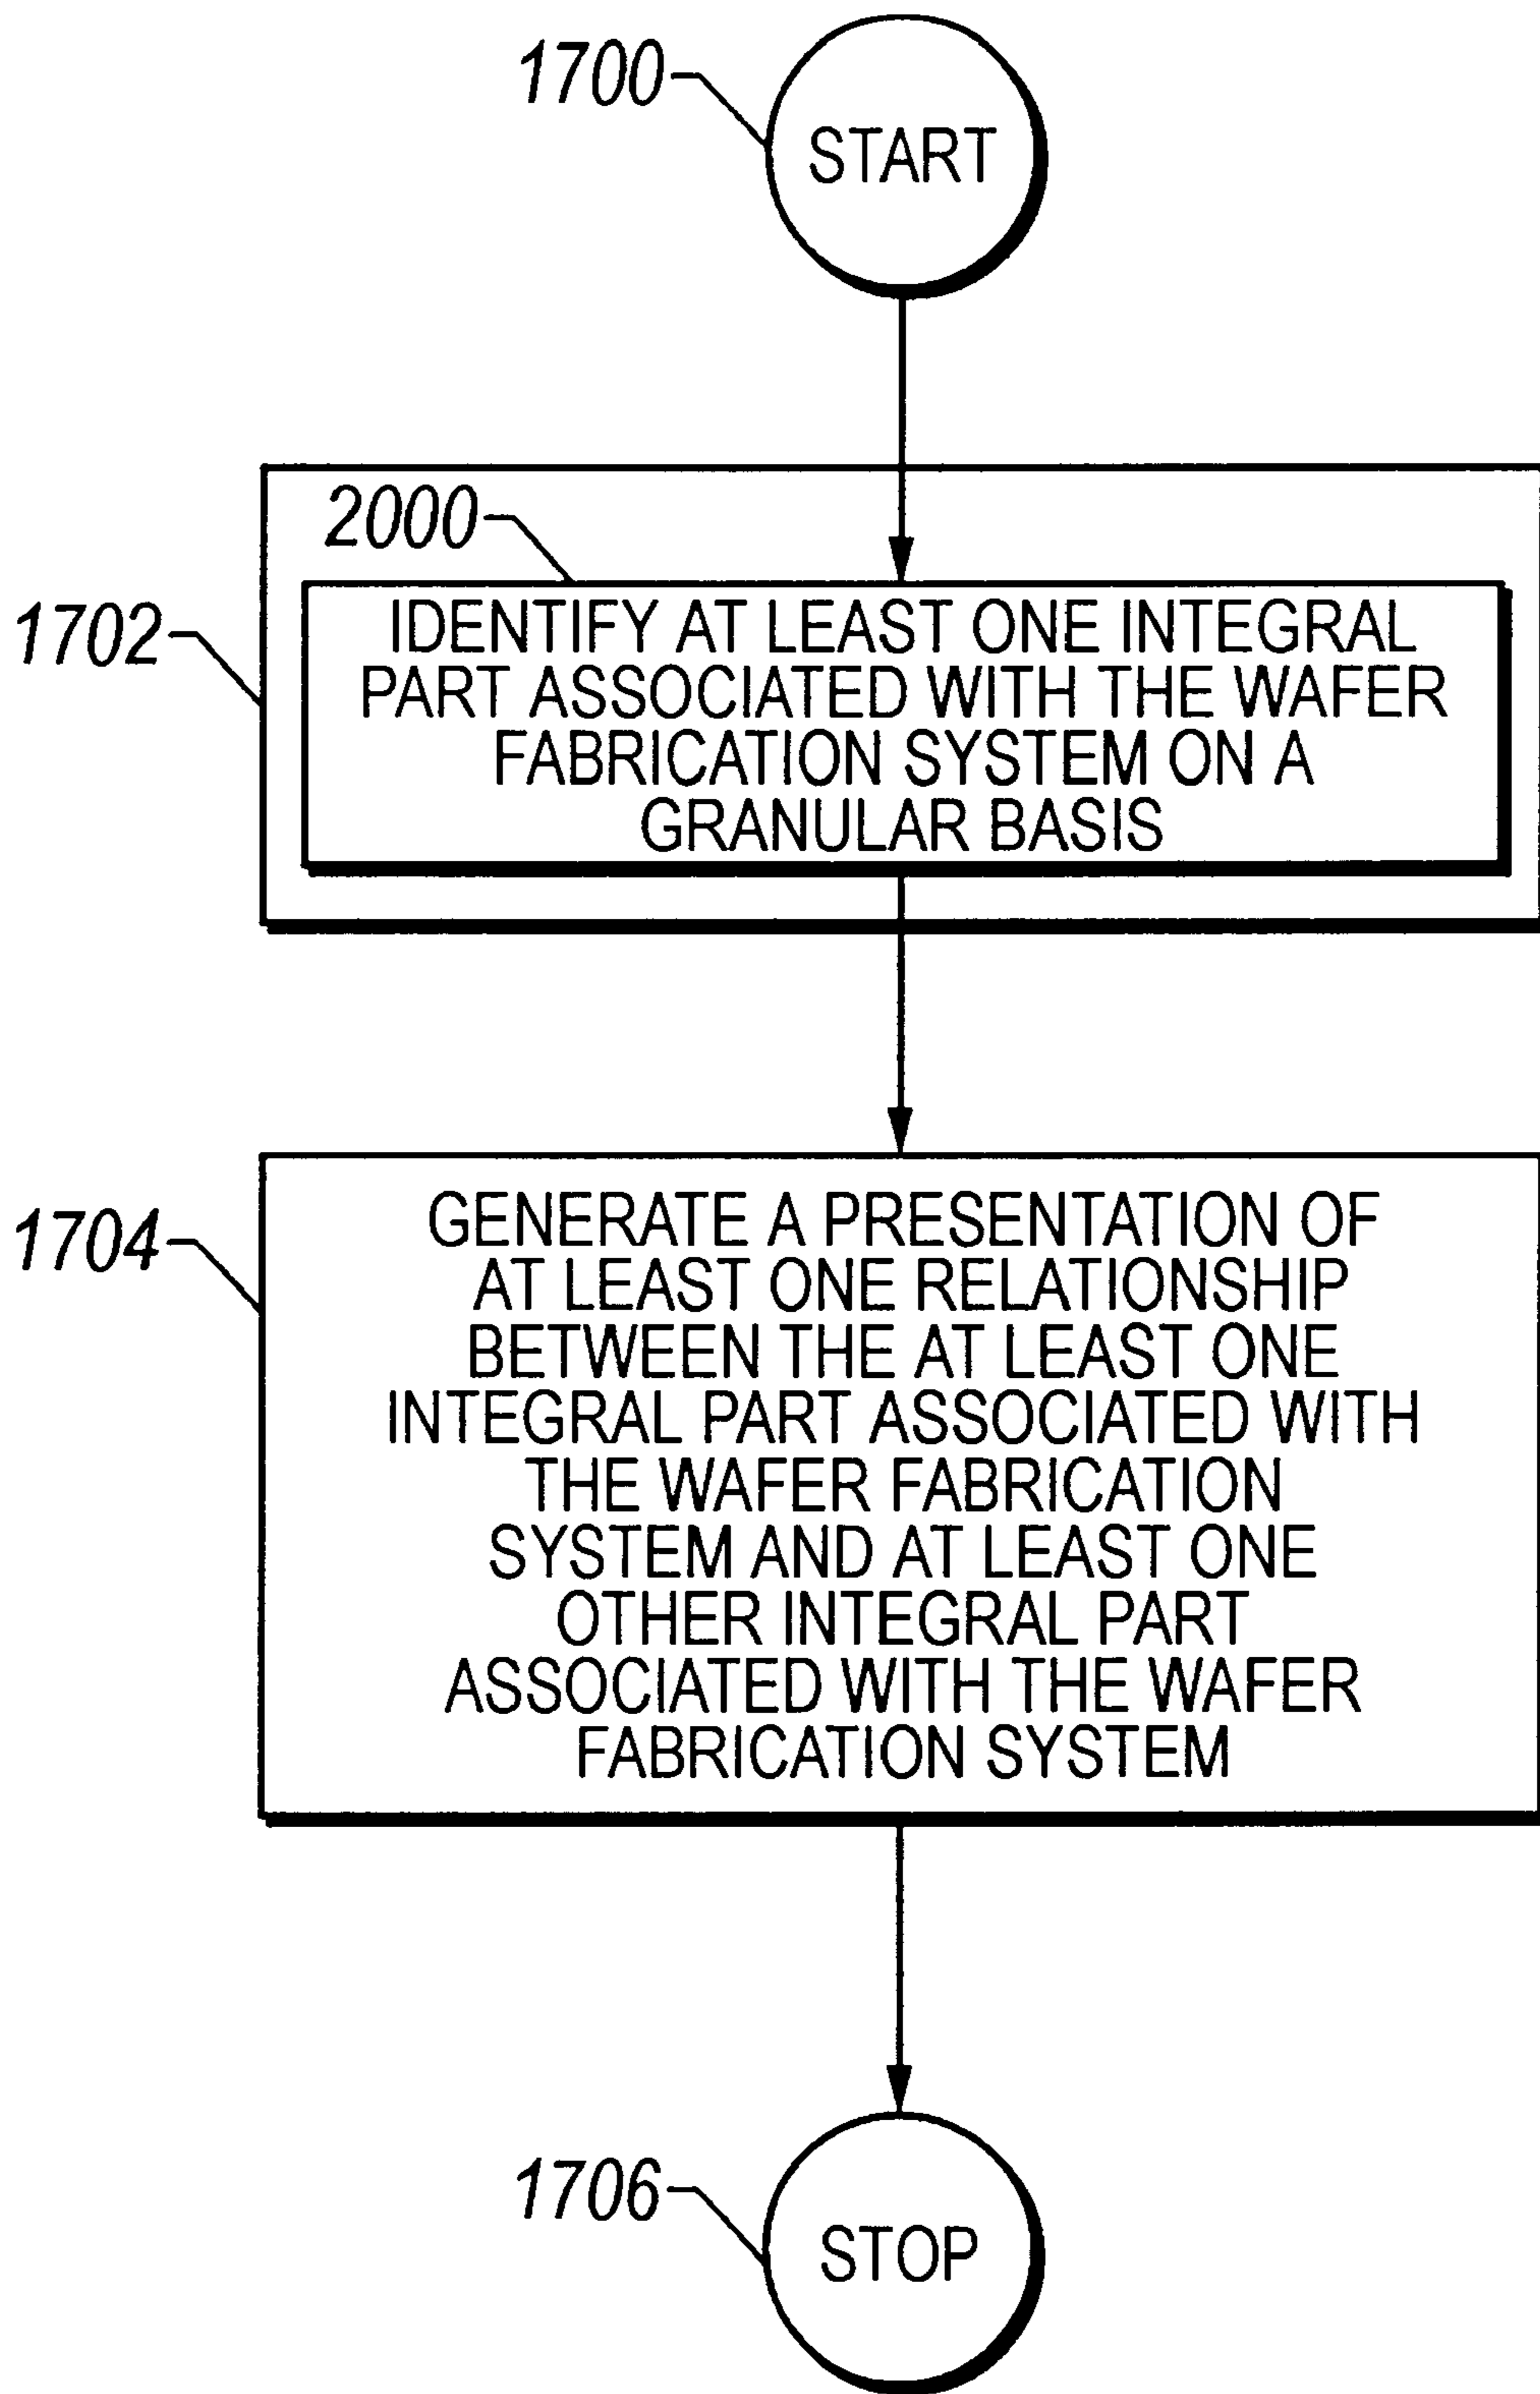 1700
START
2000
1702
IDENTIFY AT LEAST ONE INTEGRAL
PART ASSOCIATED WITH THE WAFER
FABRICATION SYSTEM ON A
GRANULAR BASIS
1704
GENERATE A PRESENTATION OF
AT LEAST ONE RELATIONSHIP
BETWEEN THE AT LEAST ONE
INTEGRAL PART ASSOCIATED WITH
THE WAFER FABRICATION
SYSTEM AND AT LEAST ONE
OTHER INTEGRAL PART
ASSOCIATED WITH THE WAFER
FABRICATION SYSTEM
1706
STOP